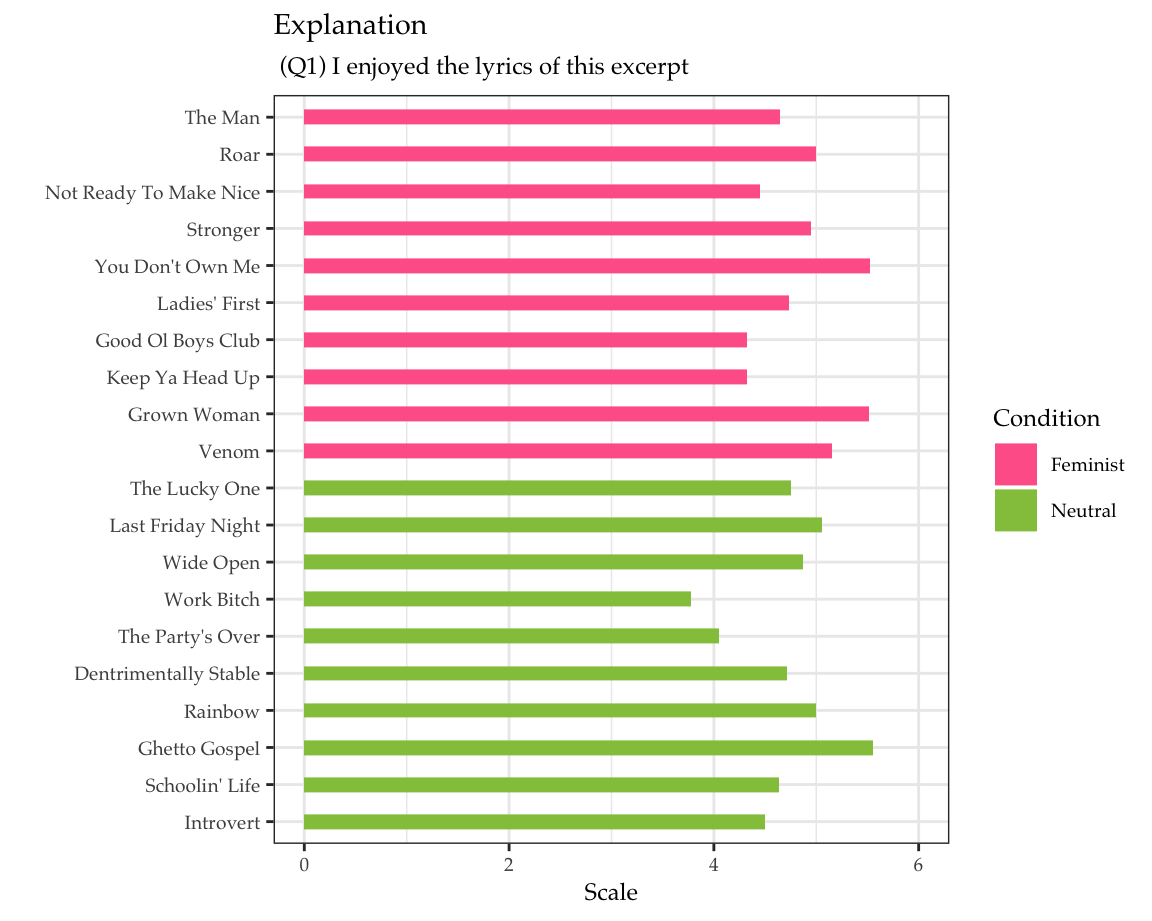 Explanation
(Q1) I enjoyed the lyrics of this excerpt
The Man
Roar
Not Ready To Make Nice
Stronger
You Don't Own Me
Ladies' First
Good Ol Boys Club
Keep Ya Head Up
Grown Woman
Venom
The Lucky One
Last Friday Night
Wide Open
Work Bitch
The Party's Over
Dentrimentally Stable
Rainbow
Ghetto Gospel
Schoolin' Life
Introvert
0 2 4 6
Scale
Condition
Feminist
Neutral